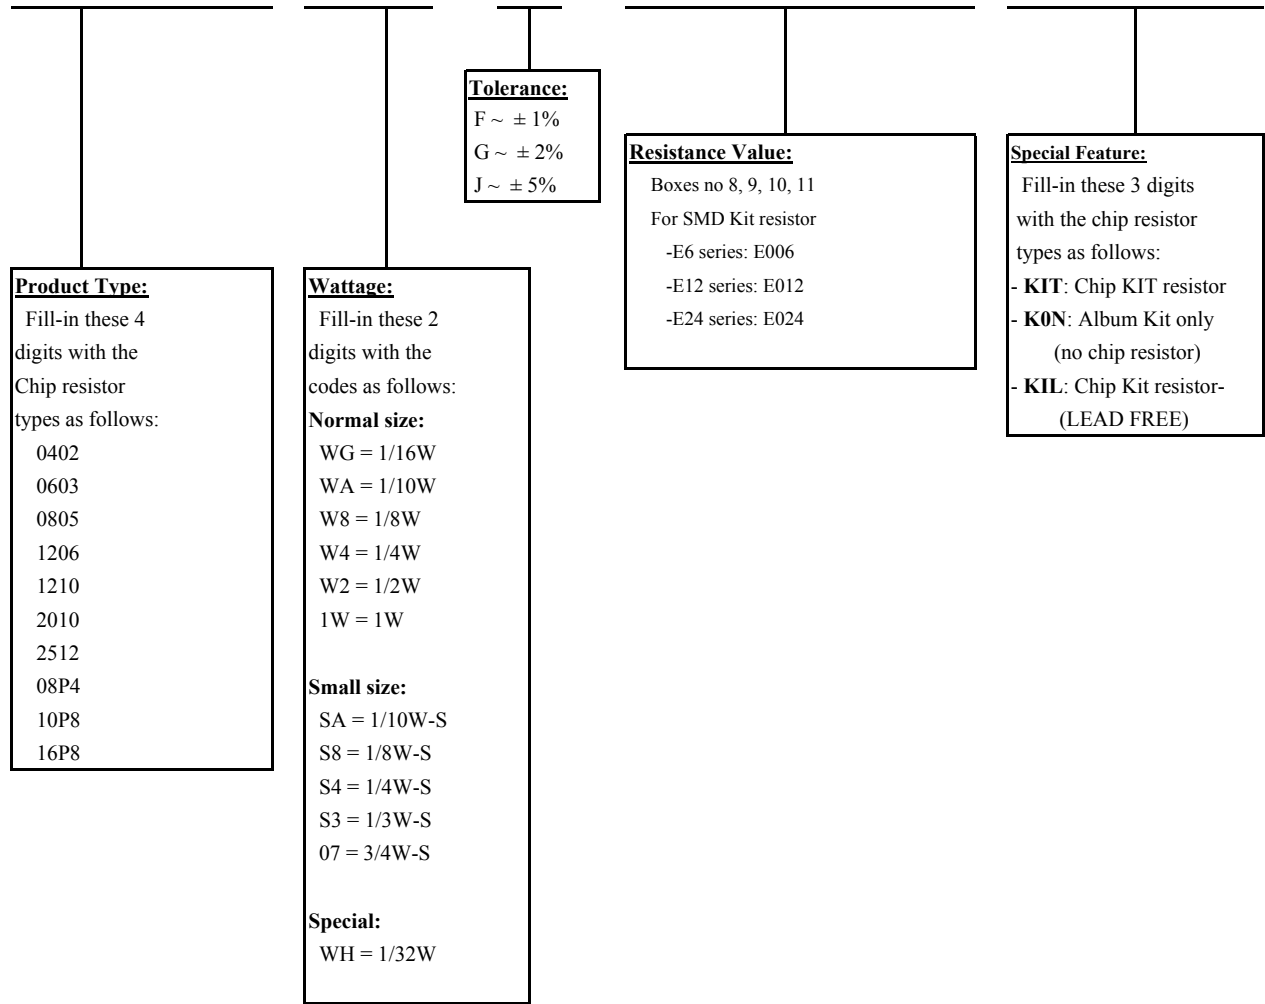 Tolerance:
F ~ ± 1%
G ~ ± 2%
J ~ ± 5%
Resistance Value:
Boxes no 8, 9, 10, 11
For SMD Kit resistor
-E6 series: E006
-E12 series: E012
-E24 series: E024
Special Feature:
Fill-in these 3 digits
with the chip resistor
types as follows:
- KIT: Chip KIT resistor
- K0N: Album Kit only
(no chip resistor)
- KIL: Chip Kit resistor-
(LEAD FREE)
Product Type:
Fill-in these 4
digits with the
Chip resistor
types as follows:
0402
0603
0805
1206
1210
2010
2512
08P4
10P8
16P8
Wattage:
Fill-in these 2
digits with the
codes as follows:
Normal size:
WG = 1/16W
WA = 1/10W
W8 = 1/8W
W4 = 1/4W
W2 = 1/2W
1W = 1W
Small size:
SA = 1/10W-S
S8 = 1/8W-S
S4 = 1/4W-S
S3 = 1/3W-S
07 = 3/4W-S
Special:
WH = 1/32W